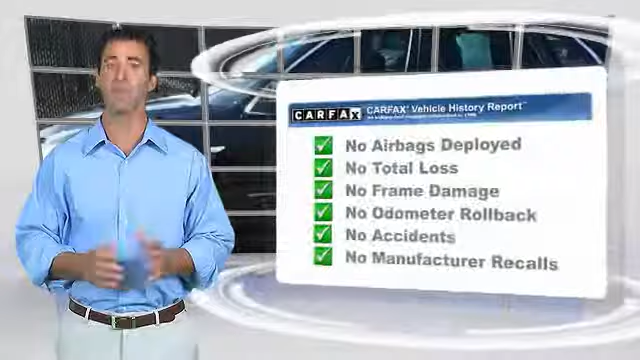 CARFAX CARFAX Vehicle History Report™
No Airbags Deployed
No Total Loss
No Frame Damage
No Odometer Rollback
No Accidents
No Manufacturer Recalls